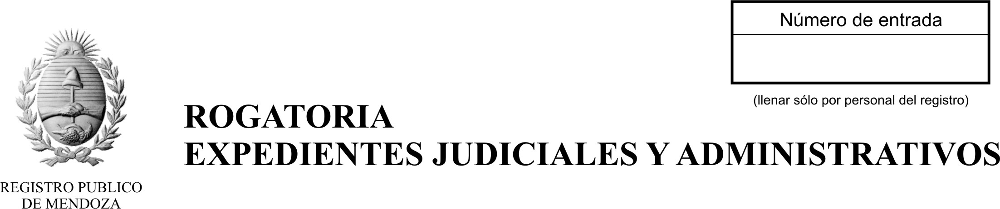 Número de entrada
(llenar sólo por personal del registro)
ROGATORIA
EXPEDIENTES JUDICIALES Y ADMINISTRATIVOS
REGISTRO PUBLICO
DE MENDOZA